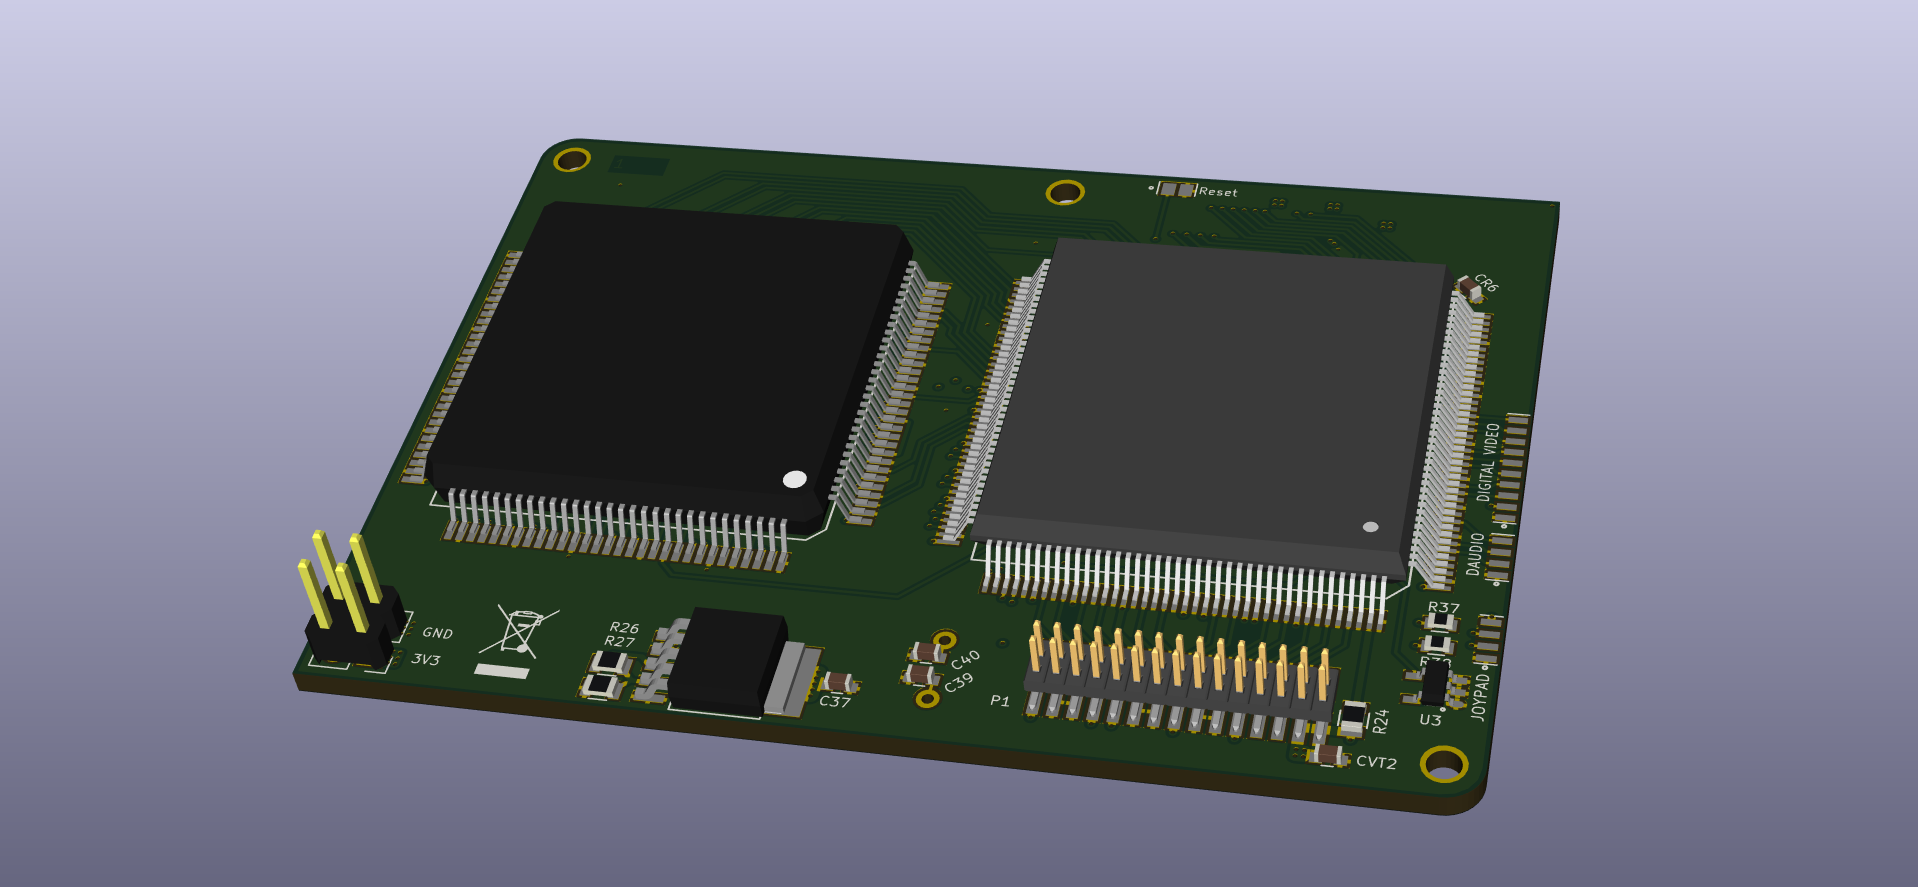 Reset
CR6
DIGITAL VIDEO
DAUDIO
R37
JOYPAD
U3
R24
CVT2
P1
C40
C39
C37
R26
R27
GND
3V3